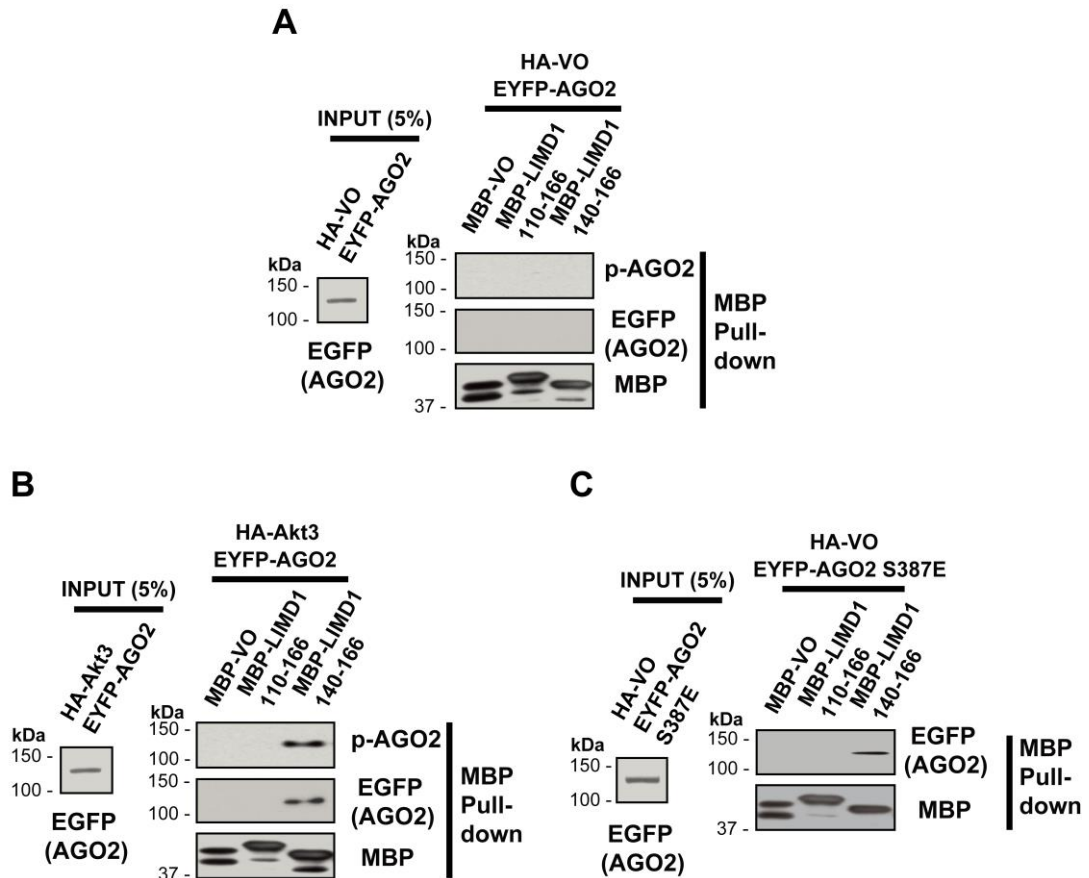 A
HA-VO
EYFP-AGO2
INPUT (5%)
HA-VO
EYFP-AGO2
MBP-VO
MBP-LIMD1
110-166
MBP-LIMD1
140-166
kDa
150 -
100 -
EGFP
(AGO2)
kDa
150 -
100 -
p-AGO2
150 -
100 -
EGFP
(AGO2)
37 -
MBP
MBP
Pull-
down
B
HA-Akt3
EYFP-AGO2
INPUT (5%)
HA-Akt3
EYFP-AGO2
MBP-VO
MBP-LIMD1
110-166
MBP-LIMD1
140-166
kDa
150 -
100 -
EGFP
(AGO2)
kDa
150 -
100 -
p-AGO2
150 -
100 -
EGFP
(AGO2)
37 -
MBP
MBP
Pull-
down
C
HA-VO
EYFP-AGO2 S387E
INPUT (5%)
HA-VO
EYFP-AGO2
S387E
MBP-VO
MBP-LIMD1
110-166
MBP-LIMD1
140-166
kDa
150 -
100 -
EGFP
(AGO2)
kDa
150 -
100 -
EGFP
(AGO2)
37 -
MBP
MBP
Pull-
down